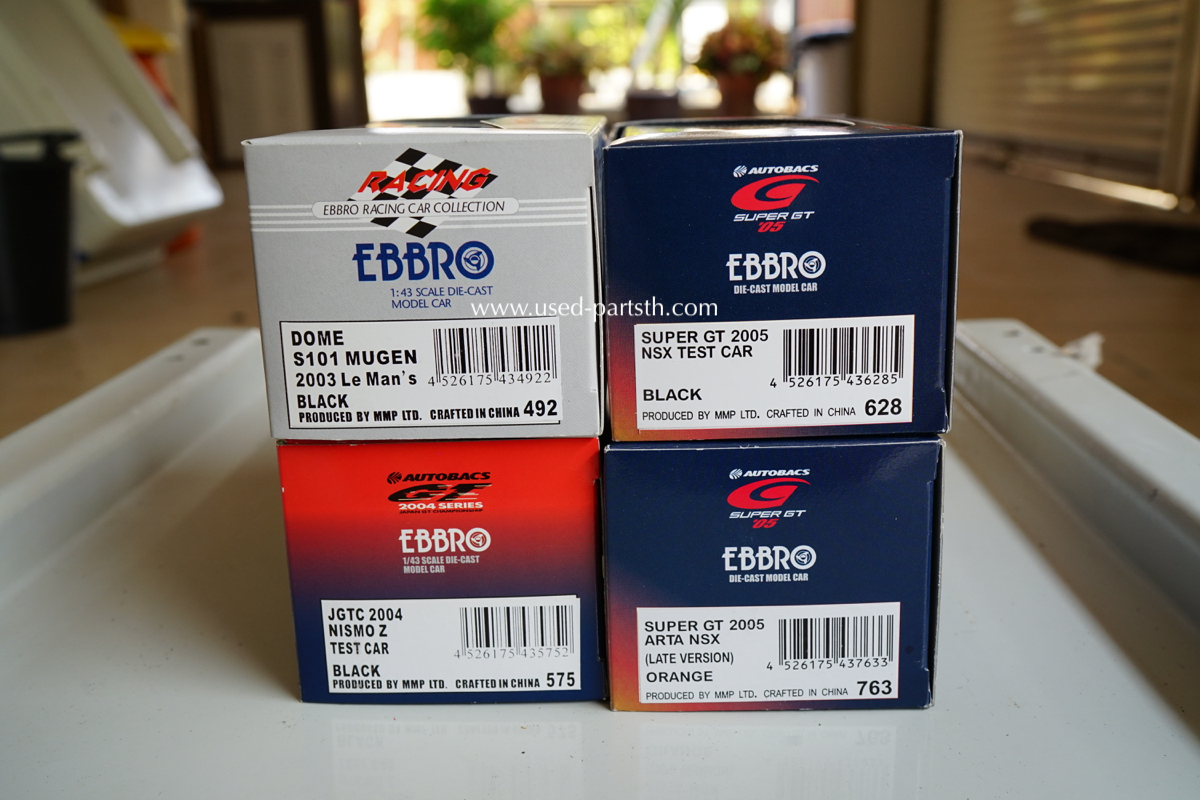 RACING
EBBRO RACING CAR COLLECTION
EBBRO
1:43 SCALE DIE-CAST
MODEL CAR
DOME
S101 MUGEN
2003 Le Man's
BLACK
PRODUCED BY MMP LTD. CRAFTED IN CHINA 492
4 526175 434922
AUTOBACS
G
SUPER GT
'05
EBBRO
DIE-CAST MODEL CAR
SUPER GT 2005
NSX TEST CAR
BLACK
PRODUCED BY MMP LTD. CRAFTED IN CHINA 628
4 526175 436285
www.used-partsth.com
AUTOBACS
GT
2004 SERIES
JAPAN GT CHAMPIONSHIP
EBBRO
1/43 SCALE DIE-CAST
MODEL CAR
JGTC 2004
NISMO Z
TEST CAR
BLACK
PRODUCED BY MMP LTD. CRAFTED IN CHINA 575
4 526175 435752
AUTOBACS
G
SUPER GT
'05
EBBRO
DIE-CAST MODEL CAR
SUPER GT 2005
ARTA NSX
(LATE VERSION)
ORANGE
PRODUCED BY MMP LTD. CRAFTED IN CHINA 763
4 526175 437633